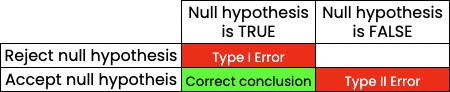 Null hypothesis
is TRUE
Null hypothesis
is FALSE
Reject null hypothesis
Type I Error
Accept null hypotheis
Correct conclusion
Type II Error